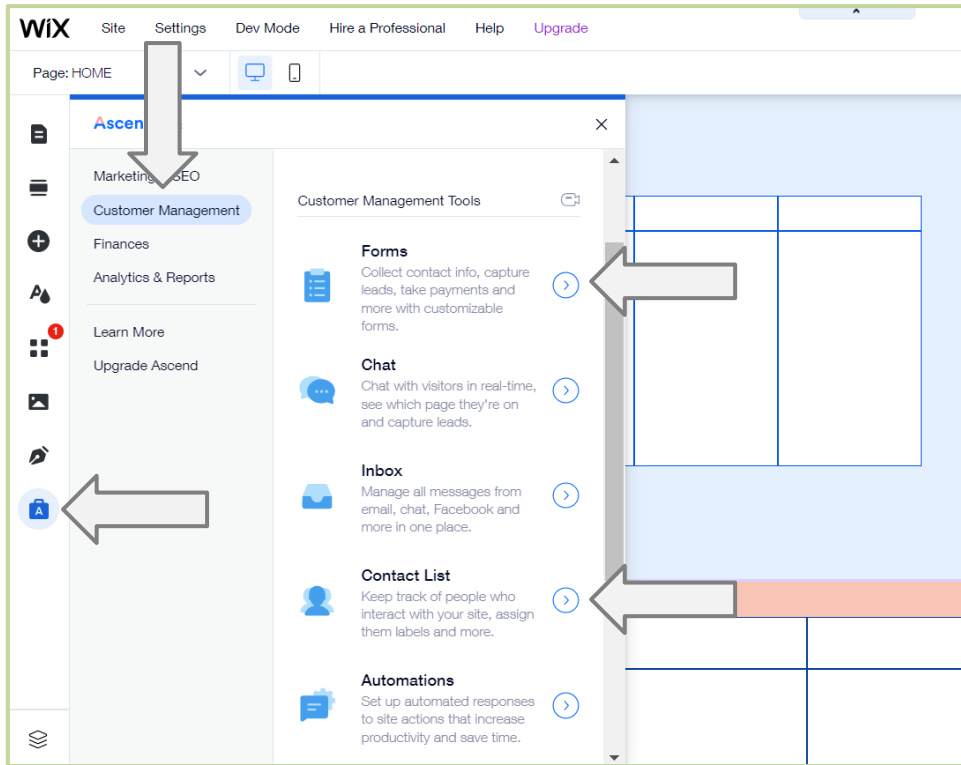 WiX Site Settings Dev Mode Hire a Professional Help Upgrade
Page: HOME
Ascen
Marketing SEO
Customer Management
Finances
Analytics & Reports
Learn More
Upgrade Ascend
Customer Management Tools
Forms
Collect contact info, capture
leads, take payments and
more with customizable
forms.
Chat
Chat with visitors in real-time,
see which page they're on
and capture leads.
Inbox
Manage all messages from
email, chat, Facebook and
more in one place.
Contact List
Keep track of people who
interact with your site, assign
them labels and more.
Automations
Set up automated responses
to site actions that increase
productivity and save time.
1
A